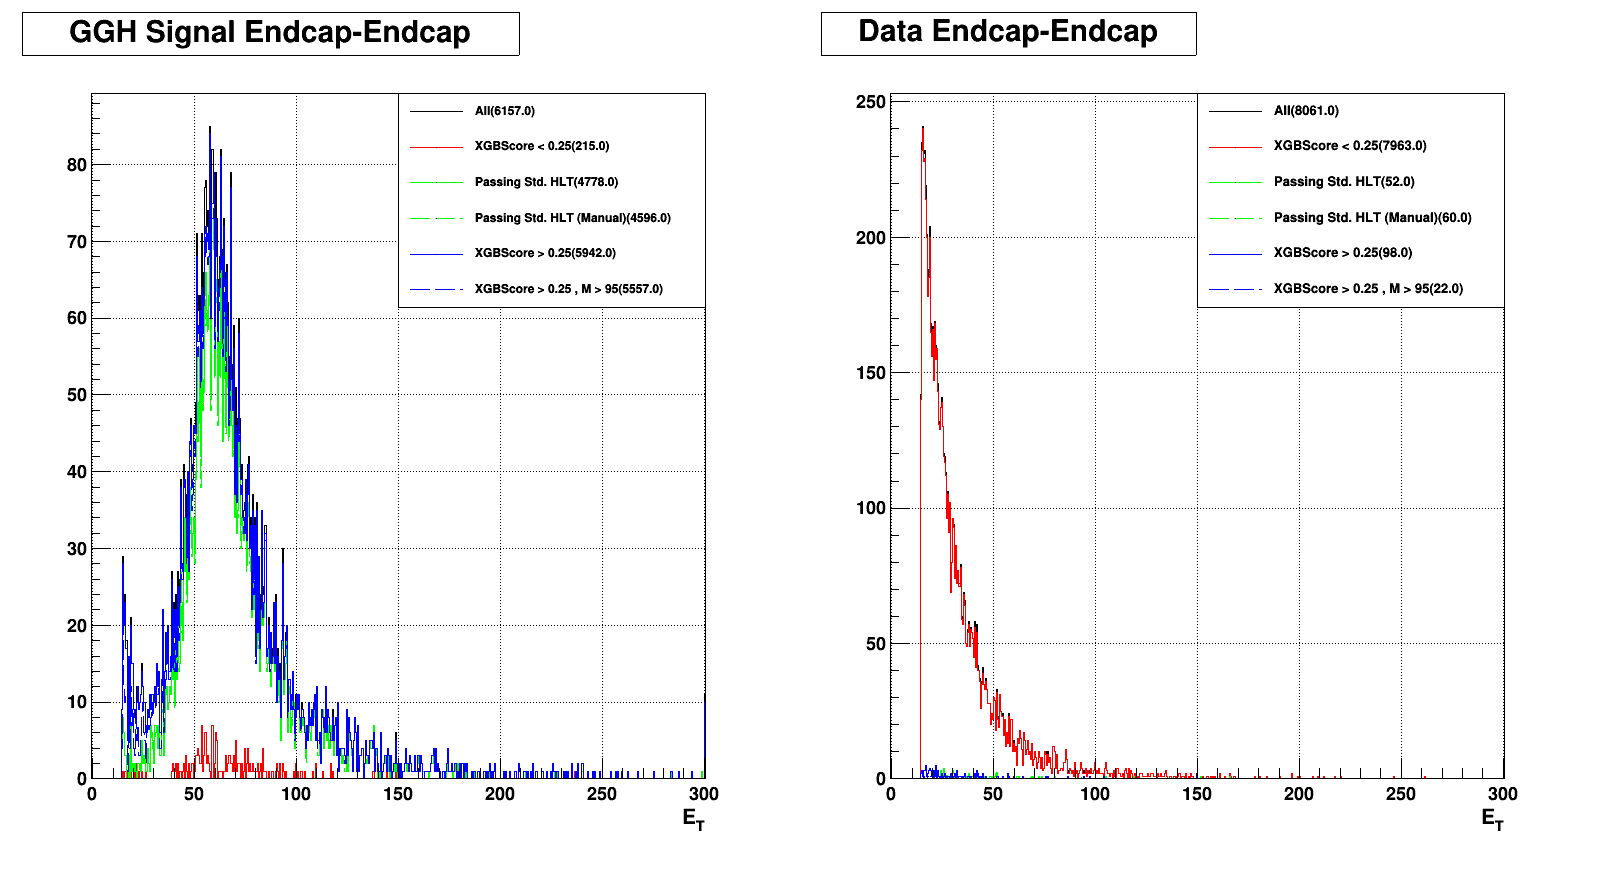 GGH Signal Endcap-Endcap
All(6157.0)
XGBScore < 0.25(215.0)
Passing Std. HLT(4778.0)
Passing Std. HLT (Manual)(4596.0)
XGBScore > 0.25(5942.0)
XGBScore > 0.25 , M > 95(5557.0)
80
70
60
50
40
30
20
10
0
0 50 100 150 200 250 300
E_T
Data Endcap-Endcap
All(8061.0)
XGBScore < 0.25(7963.0)
Passing Std. HLT(52.0)
Passing Std. HLT (Manual)(60.0)
XGBScore > 0.25(98.0)
XGBScore > 0.25 , M > 95(22.0)
250
200
150
100
50
0
0 50 100 150 200 250 300
E_T